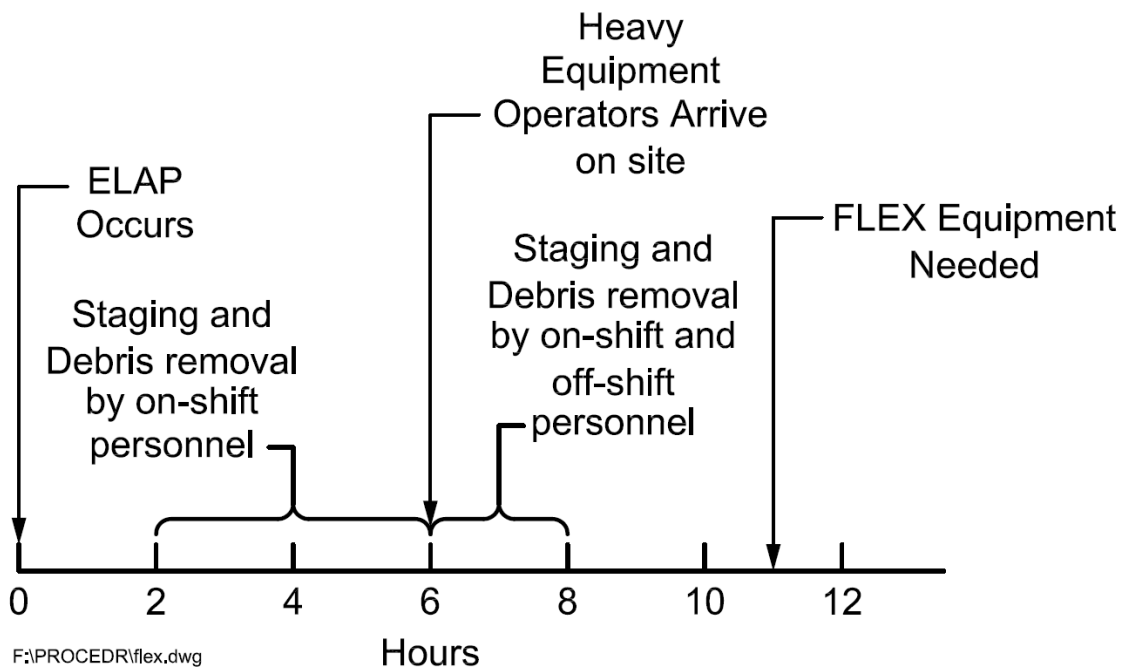 Heavy
Equipment
Operators Arrive
on site
ELAP
Occurs
FLEX Equipment
Needed
Staging and
Debris removal
by on-shift
personnel
Staging and
Debris removal
by on-shift and
off-shift
personnel
0 2 4 6 8 10 12
Hours
F:\PROCEDR\flex.dwg